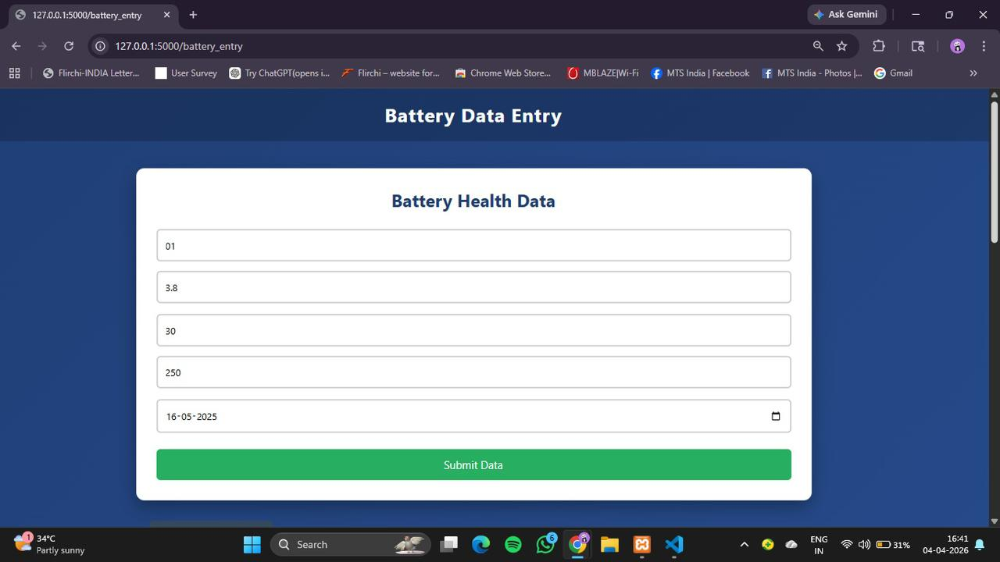 127.0.0.1:5000/battery_entry
Ask Gemini
127.0.0.1:5000/battery_entry
Flirchi-INDIA Letter...
User Survey
Try ChatGPT(opens i...
Flirchi – website for...
Chrome Web Store...
MBLAZE|Wi-Fi
MTS India | Facebook
MTS India - Photos |...
Gmail
Battery Data Entry
Battery Health Data
01
3.8
30
250
16-05-2025
Submit Data
1
34°C
Partly sunny
Search
6
ENG
IN
31%
16:41
04-04-2026